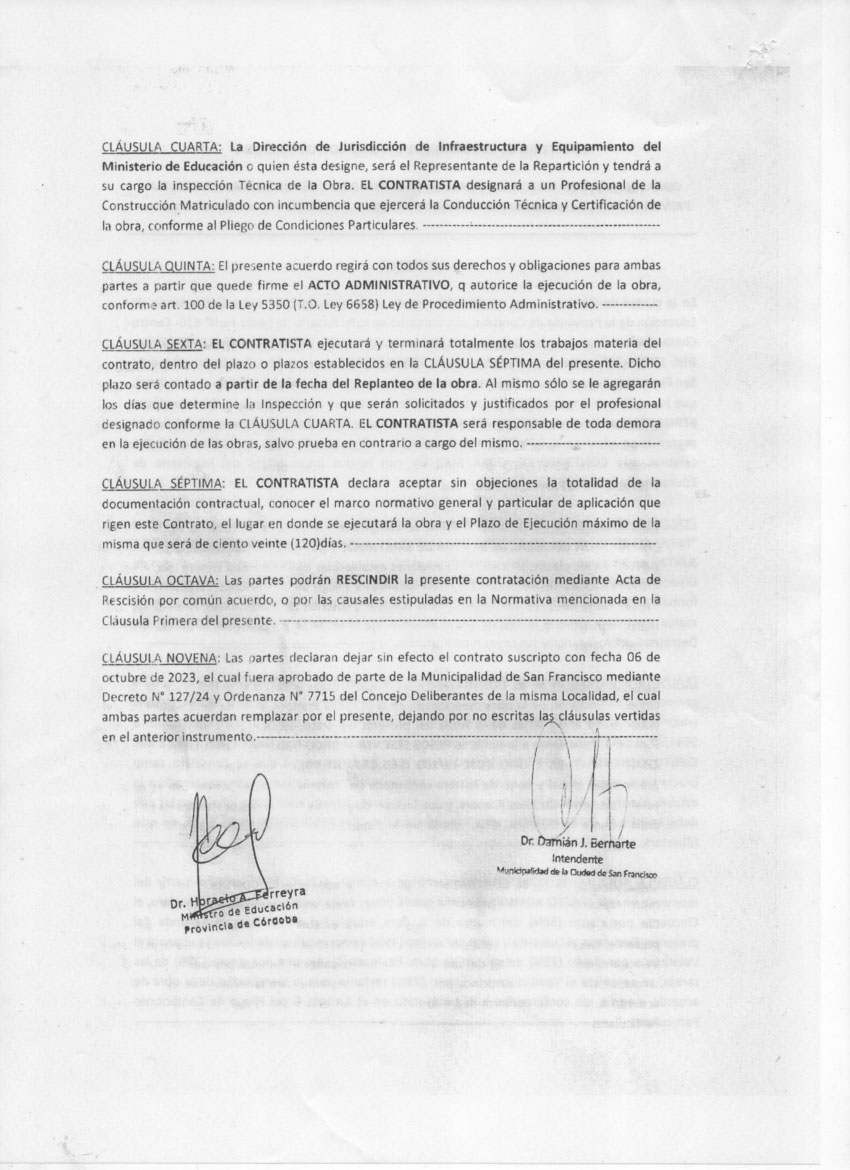 CLÁUSULA CUARTA: La Dirección de Jurisdicción de Infraestructura y Equipamiento del
Ministerio de Educación o quien ésta designe, será el Representante de la Repartición y tendrá a
su cargo la inspección Técnica de la Obra. EL CONTRATISTA designará a un Profesional de la
Construcción Matriculado con incumbencia que ejercerá la Conducción Técnica y Certificación de
la obra, conforme al Pliego de Condiciones Particulares. ----------------------------------------------------
CLÁUSULA QUINTA: El presente acuerdo regirá con todos sus derechos y obligaciones para ambas
partes a partir que quede firme el ACTO ADMINISTRATIVO, q autorice la ejecución de la obra,
conforme art. 100 de la Ley 5350 (T.O. Ley 6658) Ley de Procedimiento Administrativo. ------------
CLÁUSULA SEXTA: EL CONTRATISTA ejecutará y terminará totalmente los trabajos materia del
contrato, dentro del plazo o plazos establecidos en la CLÁUSULA SÉPTIMA del presente. Dicho
plazo será contado a partir de la fecha del Replanteo de la obra. Al mismo sólo se le agregarán
los días que determine la Inspección y que serán solicitados y justificados por el profesional
designado conforme la CLÁUSULA CUARTA. EL CONTRATISTA será responsable de toda demora
en la ejecución de las obras, salvo prueba en contrario a cargo del mismo. -----------------------------
CLÁUSULA SÉPTIMA: EL CONTRATISTA declara aceptar sin objeciones la totalidad de la
documentación contractual, conocer el marco normativo general y particular de aplicación que
rigen este Contrato, el lugar en donde se ejecutará la obra y el Plazo de Ejecución máximo de la
misma que será de ciento veinte (120)días. -------------------------------------------------------------------
CLÁUSULA OCTAVA: Las partes podrán RESCINDIR la presente contratación mediante Acta de
Rescisión por común acuerdo, o por las causales estipuladas en la Normativa mencionada en la
Cláusula Primera del presente. -----------------------------------------------------------------------------------
CLÁUSULA NOVENA: Las partes declaran dejar sin efecto el contrato suscripto con fecha 06 de
octubre de 2023, el cual fuera aprobado de parte de la Municipalidad de San Francisco mediante
Decreto N° 127/24 y Ordenanza N° 7715 del Concejo Deliberantes de la misma Localidad, el cual
ambas partes acuerdan remplazar por el presente, dejando por no escritas las cláusulas vertidas
en el anterior instrumento.----------------------------------------------------------------------------------------
Dr. Horacio A. Ferreyra
Ministro de Educación
Provincia de Córdoba
Dr. Damián J. Bernarte
Intendente
Municipalidad de la Ciudad de San Francisco